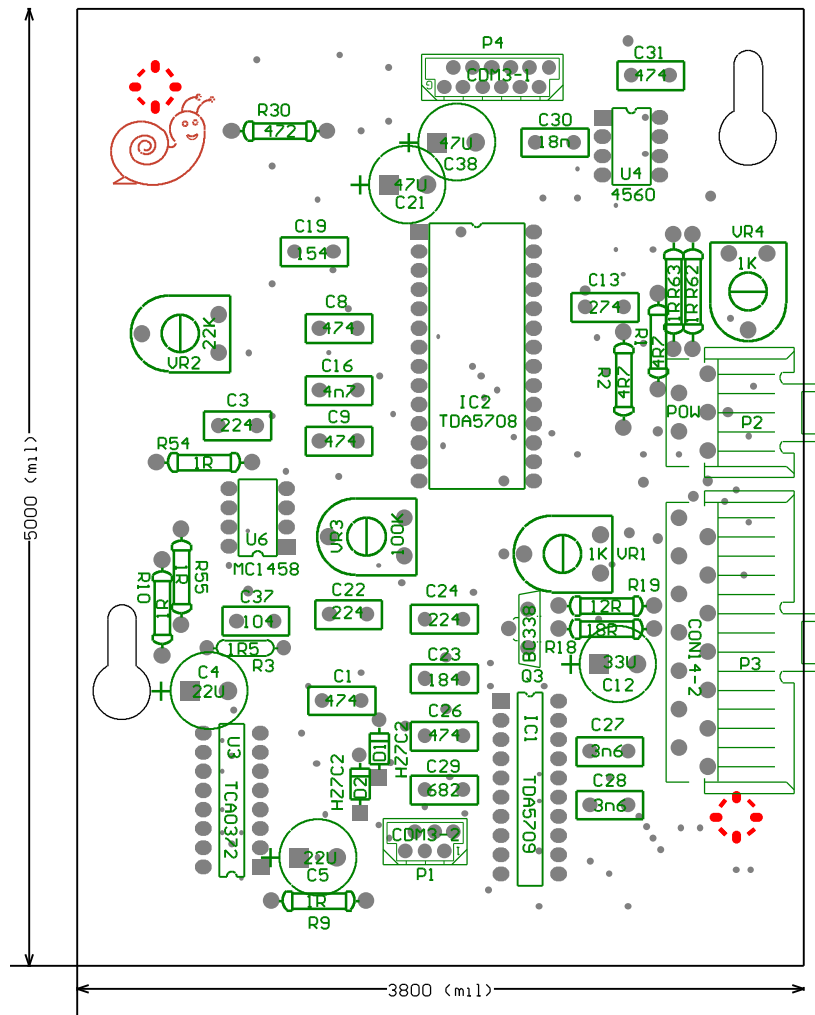 P4
CDM3-1
C31
474
R30
472
47U
C38
C30
18n
U4
4560
47U
C21
C19
154
VR4
1K
R63
1R
R62
1R
C13
274
C8
474
22K
VR2
R1
4R7
R2
4R7
C16
4n7
IC2
TDA5708
POW
P2
C3
224
C9
474
R54
1R
5000 (mil)
U6
MC1458
VR3
100K
1K
VR1
R10
1R
1R
R55
C37
104
C22
224
C24
224
BC338
Q3
R19
12R
18R
R18
1R5
R3
C4
22U
33U
C12
CON14-2
P3
C23
184
C1
474
C26
474
IC1
TDA5709
C27
3n6
U3
TCA0372
D1
HZ7C2
HZ7C2
D2
C29
682
C28
3n6
CDM3-2
P1
22U
C5
1R
R9
3800 (mil)